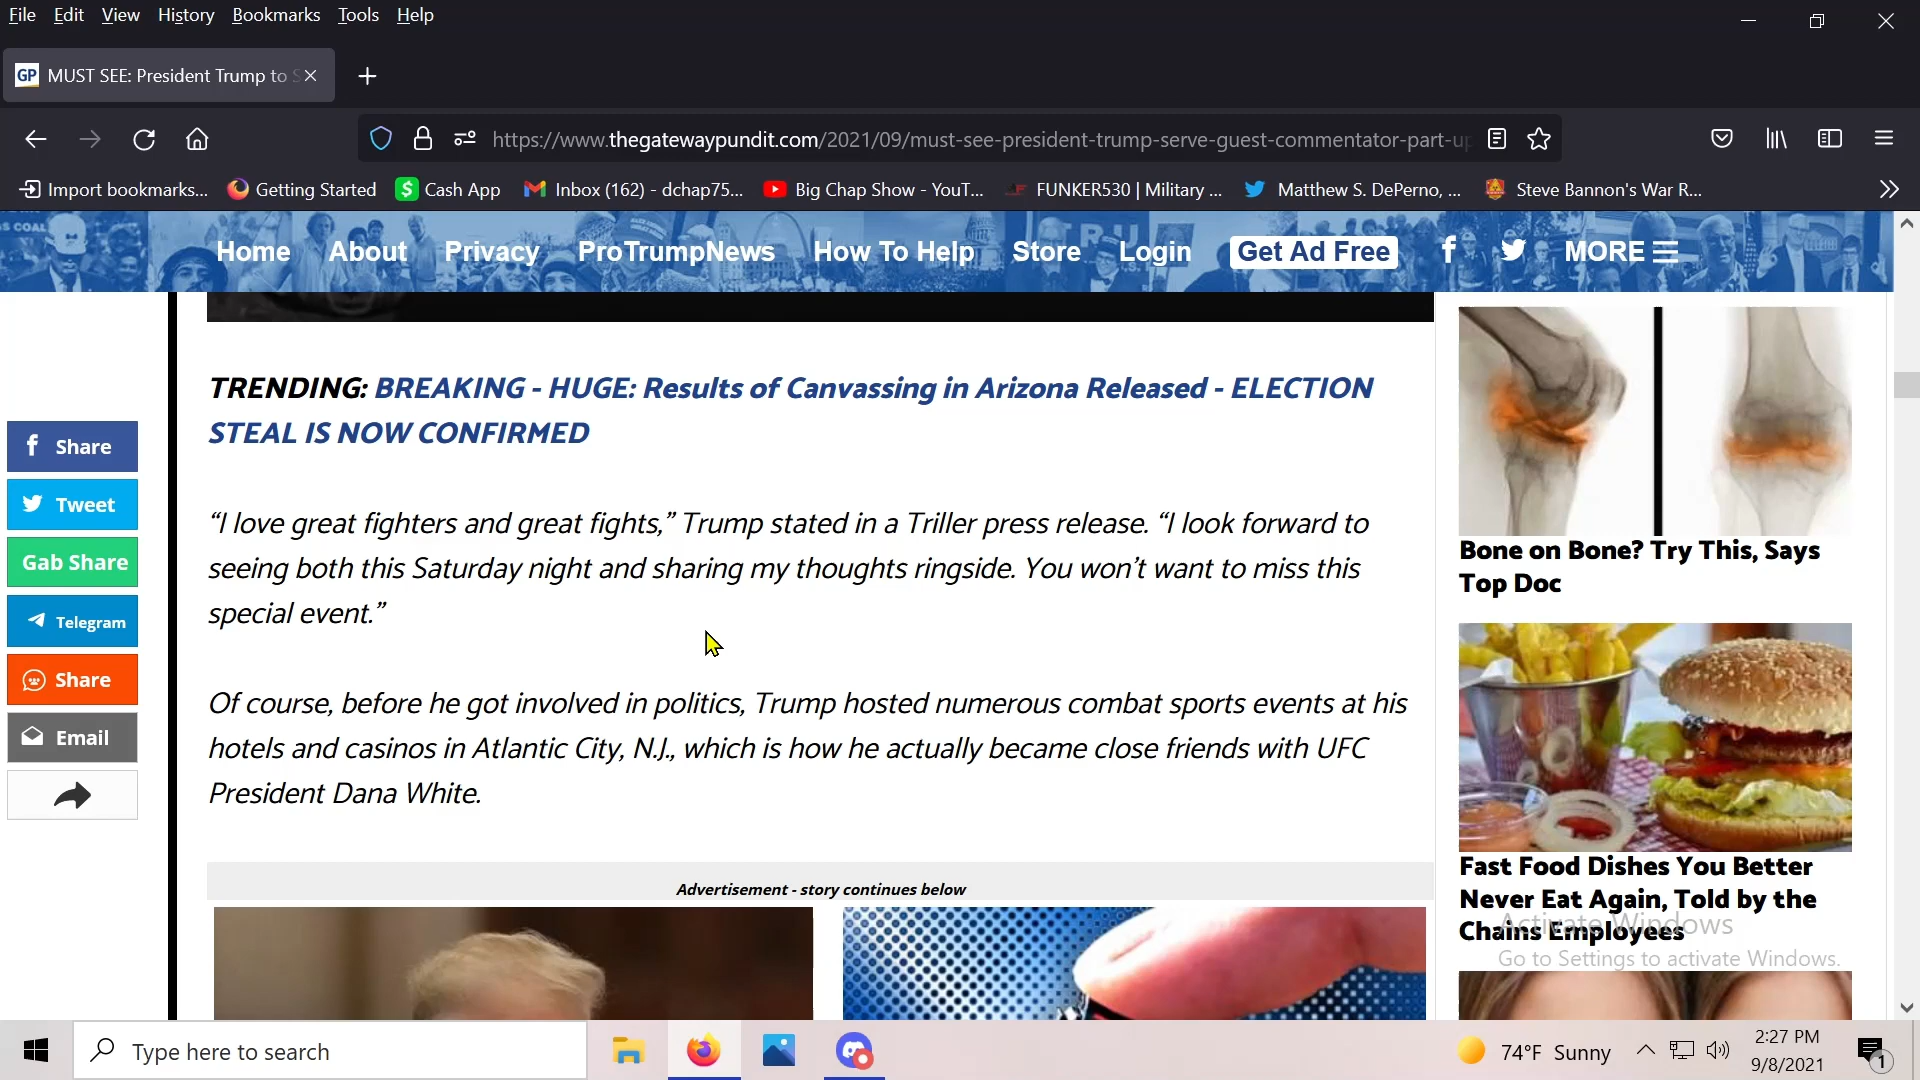 File Edit View History Bookmarks Tools Help
GP MUST SEE: President Trump to S
https://www.thegatewaypundit.com/2021/09/must-see-president-trump-serve-guest-commentator-part-up
Import bookmarks... Getting Started Cash App Inbox (162) - dchap75... Big Chap Show - YouT... FUNKER530 | Military ... Matthew S. DePerno, ... Steve Bannon's War R...
Home About Privacy ProTrumpNews How To Help Store Login Get Ad Free MORE
TRENDING: BREAKING - HUGE: Results of Canvassing in Arizona Released - ELECTION
STEAL IS NOW CONFIRMED
“I love great fighters and great fights,” Trump stated in a Triller press release. “I look forward to
seeing both this Saturday night and sharing my thoughts ringside. You won’t want to miss this
special event.”
Of course, before he got involved in politics, Trump hosted numerous combat sports events at his
hotels and casinos in Atlantic City, N.J., which is how he actually became close friends with UFC
President Dana White.
Advertisement - story continues below
Share
Tweet
Gab Share
Telegram
Share
Email
Bone on Bone? Try This, Says
Top Doc
Fast Food Dishes You Better
Never Eat Again, Told by the
Chains Employees
Activate Windows
Go to Settings to activate Windows.
Type here to search
74°F Sunny
2:27 PM
9/8/2021
1